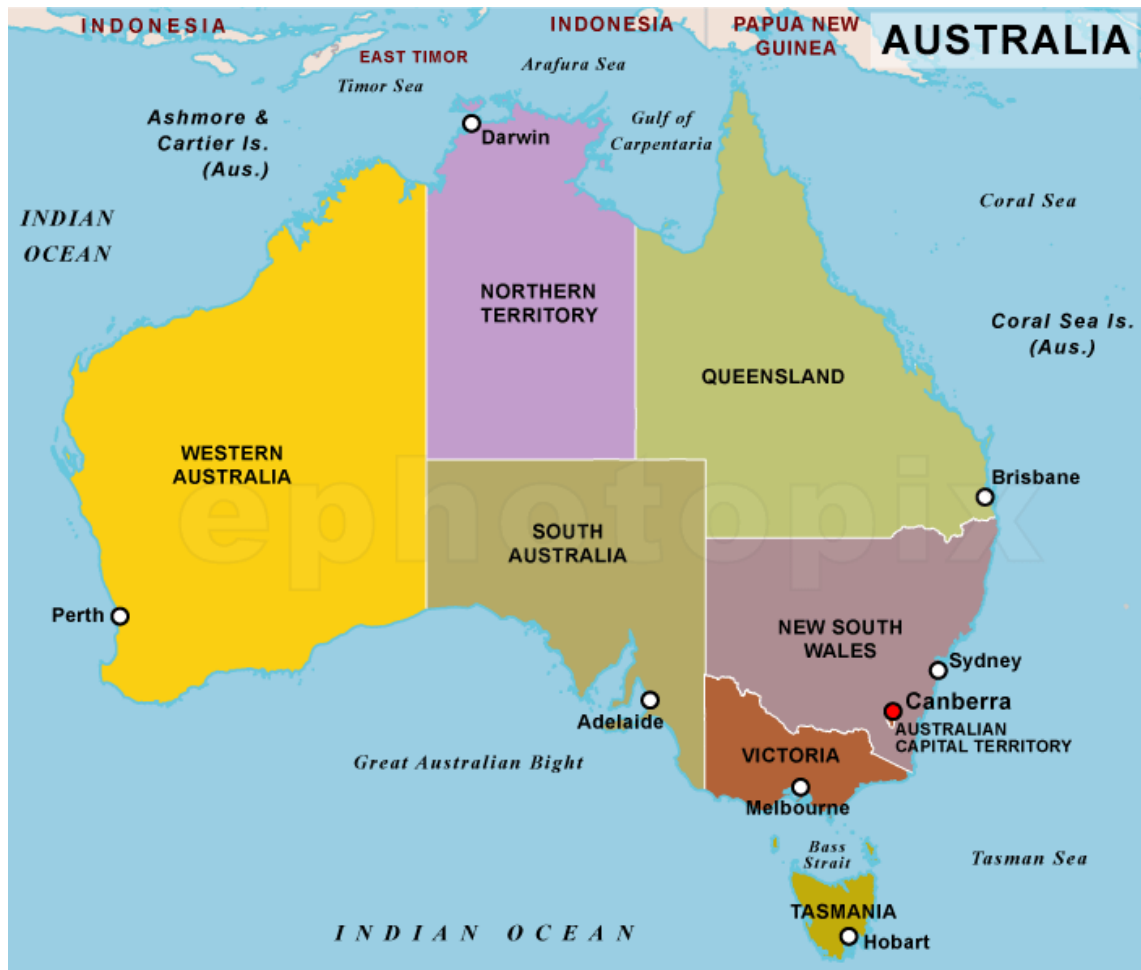 INDONESIA
INDONESIA
PAPUA NEW
GUINEA
AUSTRALIA
EAST TIMOR
Arafura Sea
Timor Sea
Ashmore &
Cartier Is.
(Aus.)
Darwin
Gulf of
Carpentaria
INDIAN
OCEAN
Coral Sea
NORTHERN
TERRITORY
Coral Sea Is.
(Aus.)
QUEENSLAND
WESTERN
AUSTRALIA
Brisbane
ephotopix
SOUTH
AUSTRALIA
Perth
NEW SOUTH
WALES
Sydney
Canberra
AUSTRALIAN
CAPITAL TERRITORY
Adelaide
Great Australian Bight
VICTORIA
Melbourne
Bass
Strait
Tasman Sea
TASMANIA
Hobart
INDIAN OCEAN